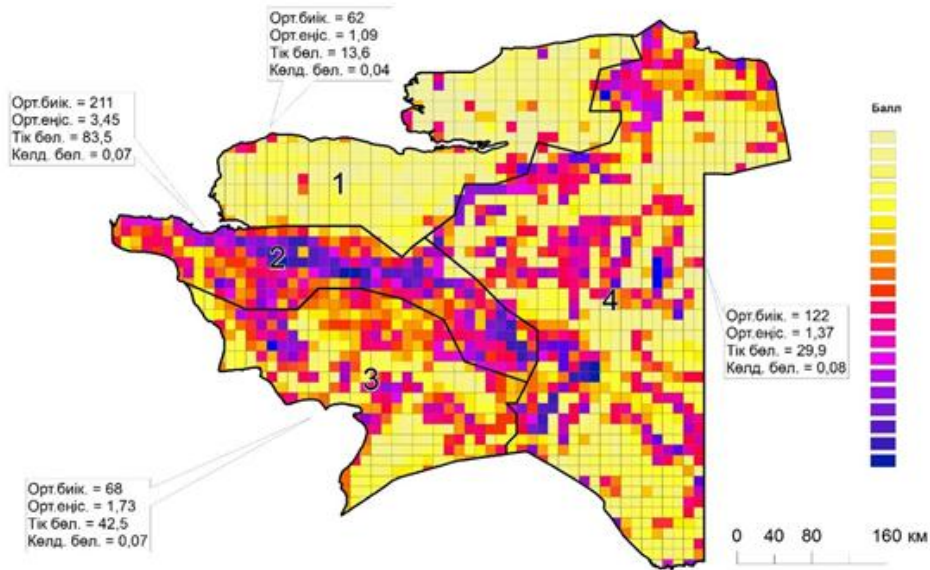 Орт.биік. = 62
Орт.еңіс. = 1,09
Тік бөл. = 13,6
Көлд. бөл. = 0,04
Орт.биік. = 211
Орт.еңіс. = 3,45
Тік бөл. = 83,5
Көлд. бөл. = 0,07
Балл
1
2
4
3
Орт.биік. = 122
Орт.еңіс. = 1,37
Тік бөл. = 29,9
Көлд. бөл. = 0,08
Орт.биік. = 68
Орт.еңіс. = 1,73
Тік бөл. = 42,5
Көлд. бөл. = 0,07
0 40 80 160 км